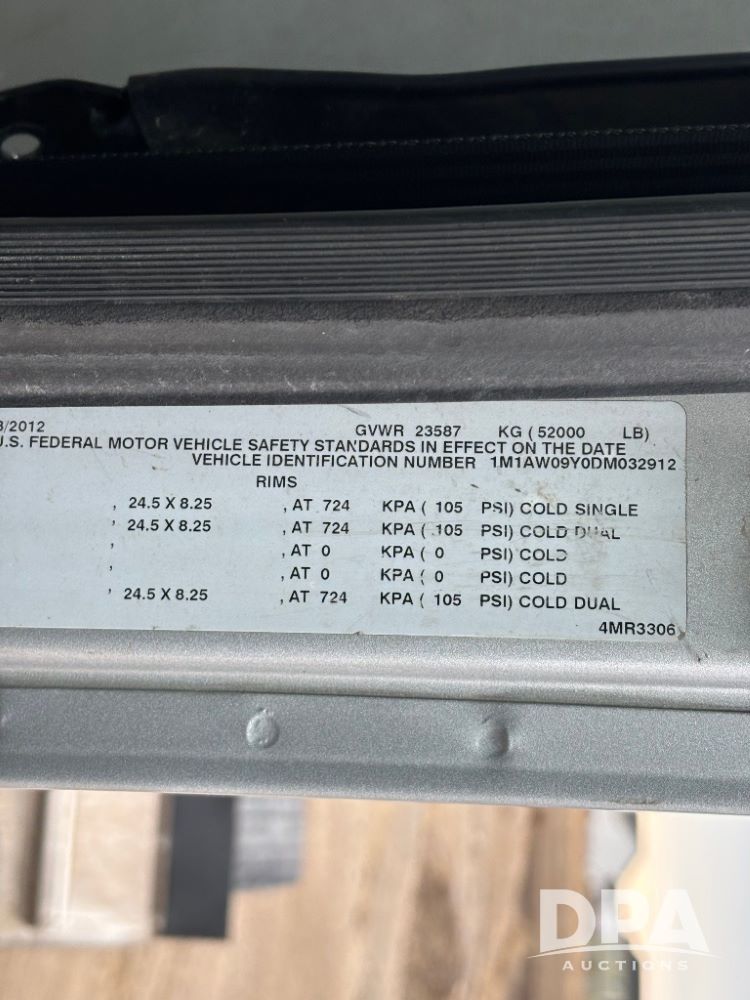 3/2012 GVWR 23587 KG ( 52000 LB)
U.S. FEDERAL MOTOR VEHICLE SAFETY STANDARDS IN EFFECT ON THE DATE
VEHICLE IDENTIFICATION NUMBER 1M1AW09Y0DM032912
RIMS
, 24.5 X 8.25 , AT 724 KPA ( 105 PSI) COLD SINGLE
, 24.5 X 8.25 , AT 724 KPA ( 105 PSI) COLD DUAL
, , AT 0 KPA ( 0 PSI) COLD
, , AT 0 KPA ( 0 PSI) COLD
, 24.5 X 8.25 , AT 724 KPA ( 105 PSI) COLD DUAL
4MR3306
DPA
AUCTIONS